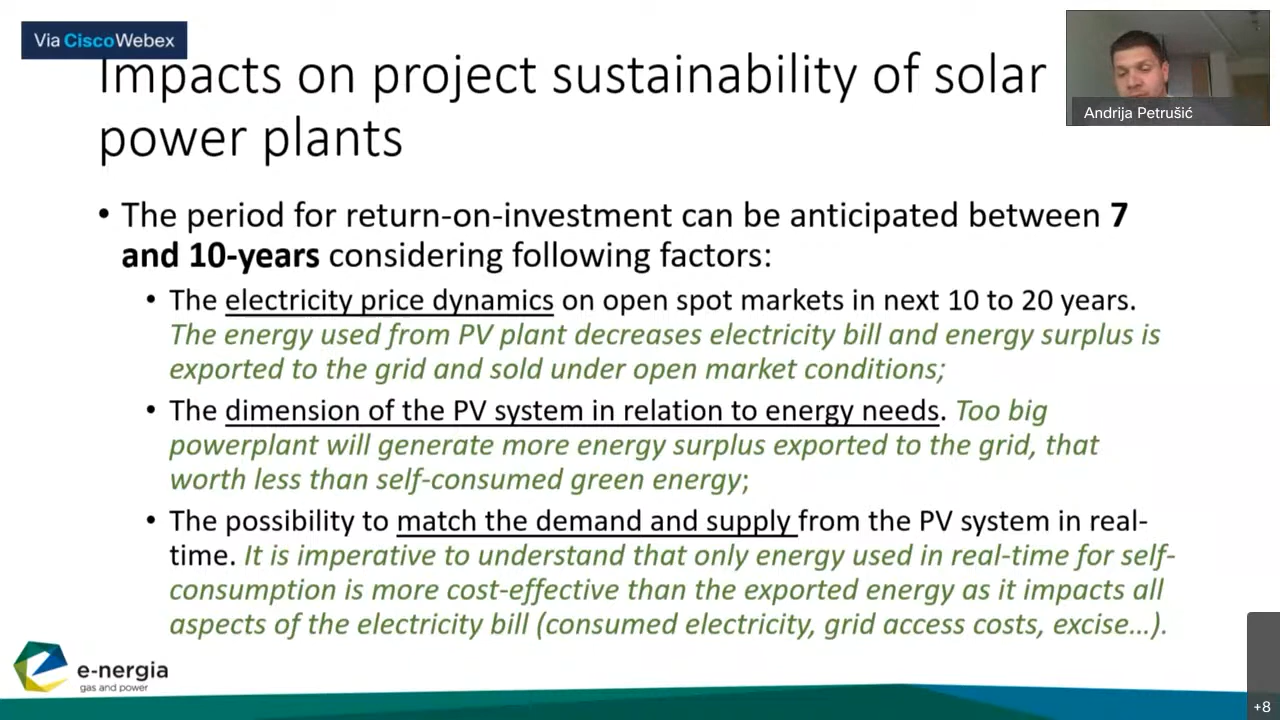 Via CiscoWebex
Impacts on project sustainability of solar
power plants
Andrija Petrušić
• The period for return-on-investment can be anticipated between 7
and 10-years considering following factors:
• The electricity price dynamics on open spot markets in next 10 to 20 years.
The energy used from PV plant decreases electricity bill and energy surplus is
exported to the grid and sold under open market conditions;
• The dimension of the PV system in relation to energy needs. Too big
powerplant will generate more energy surplus exported to the grid, that
worth less than self-consumed green energy;
• The possibility to match the demand and supply from the PV system in real-
time. It is imperative to understand that only energy used in real-time for self-
consumption is more cost-effective than the exported energy as it impacts all
aspects of the electricity bill (consumed electricity, grid access costs, excise...).
e-nergia
gas and power
+8